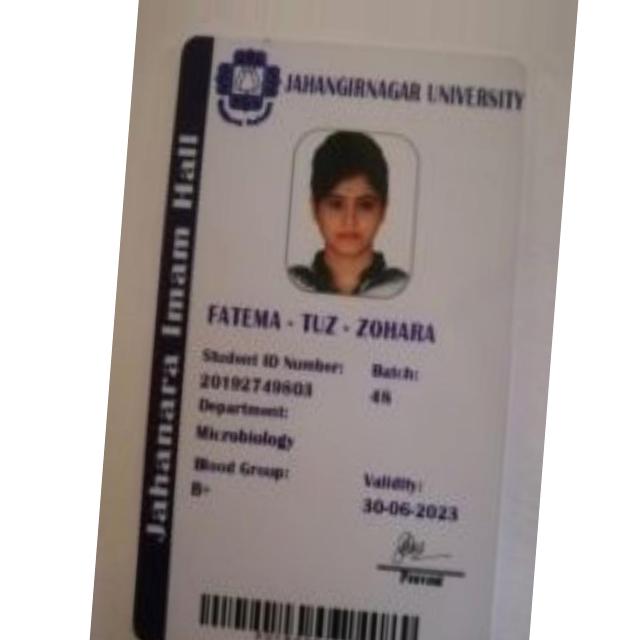 JAHANGIRNAGAR UNIVERSITY
Jahanara Imam Hall
FATEMA - TUZ - ZOHARA
Student ID Number:
20192749803
Batch:
48
Department:
Microbiology
Blood Group:
Validity:
30-06-2023
Provost